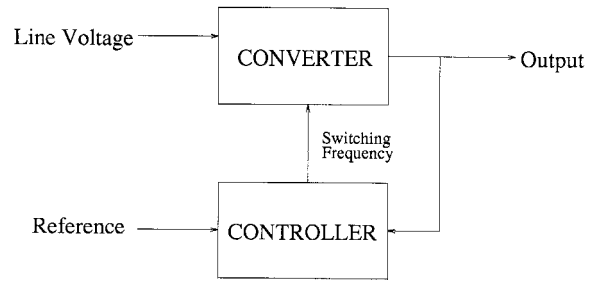 Line Voltage
CONVERTER
Output
Switching
Frequency
Reference
CONTROLLER